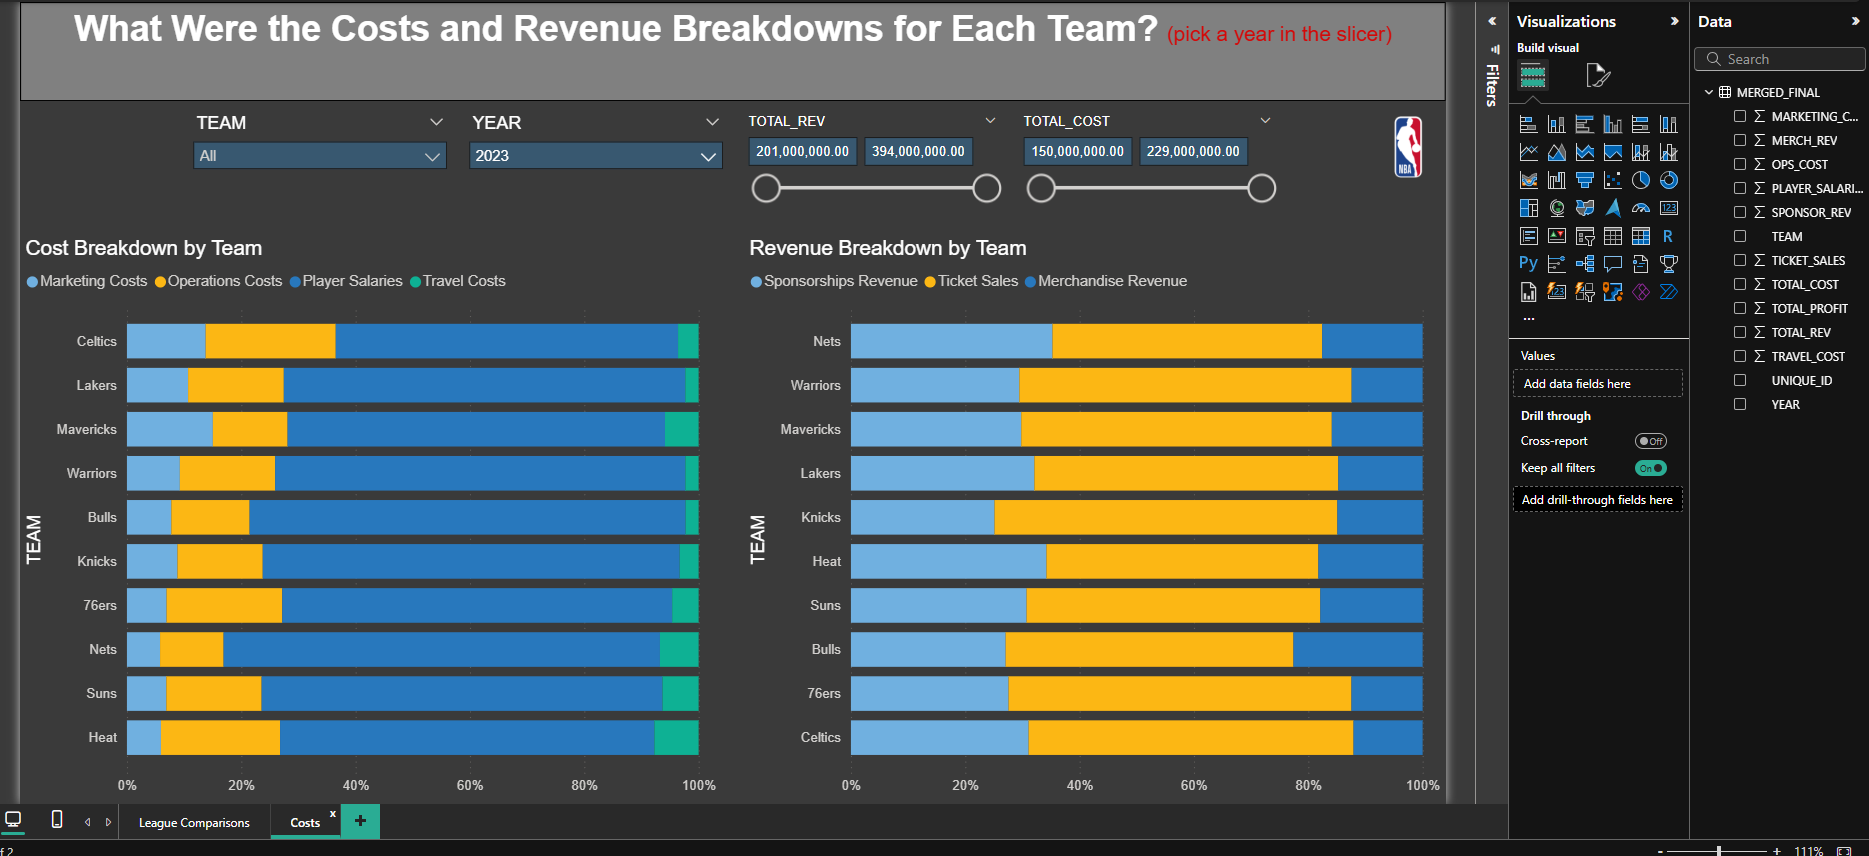 What Were the Costs and Revenue Breakdowns for Each Team? (pick a year in the slicer)
TEAM
All
YEAR
2023
TOTAL_REV
201,000,000.00 394,000,000.00
TOTAL_COST
150,000,000.00 229,000,000.00
NBA
Cost Breakdown by Team
Marketing Costs Operations Costs Player Salaries Travel Costs
TEAM
Celtics
Lakers
Mavericks
Warriors
Bulls
Knicks
76ers
Nets
Suns
Heat
0% 20% 40% 60% 80% 100%
Revenue Breakdown by Team
Sponsorships Revenue Ticket Sales Merchandise Revenue
TEAM
Nets
Warriors
Mavericks
Lakers
Knicks
Heat
Suns
Bulls
76ers
Celtics
0% 20% 40% 60% 80% 100%
League Comparisons
Costs x
+
f 2
Filters
Visualizations
Build visual
123
R
Py
123
...
Values
Add data fields here
Drill through
Cross-report Off
Keep all filters On
Add drill-through fields here
Data
Search
MERGED_FINAL
MARKETING_C...
MERCH_REV
OPS_COST
PLAYER_SALARI...
SPONSOR_REV
TEAM
TICKET_SALES
TOTAL_COST
TOTAL_PROFIT
TOTAL_REV
TRAVEL_COST
UNIQUE_ID
YEAR
- + 111%